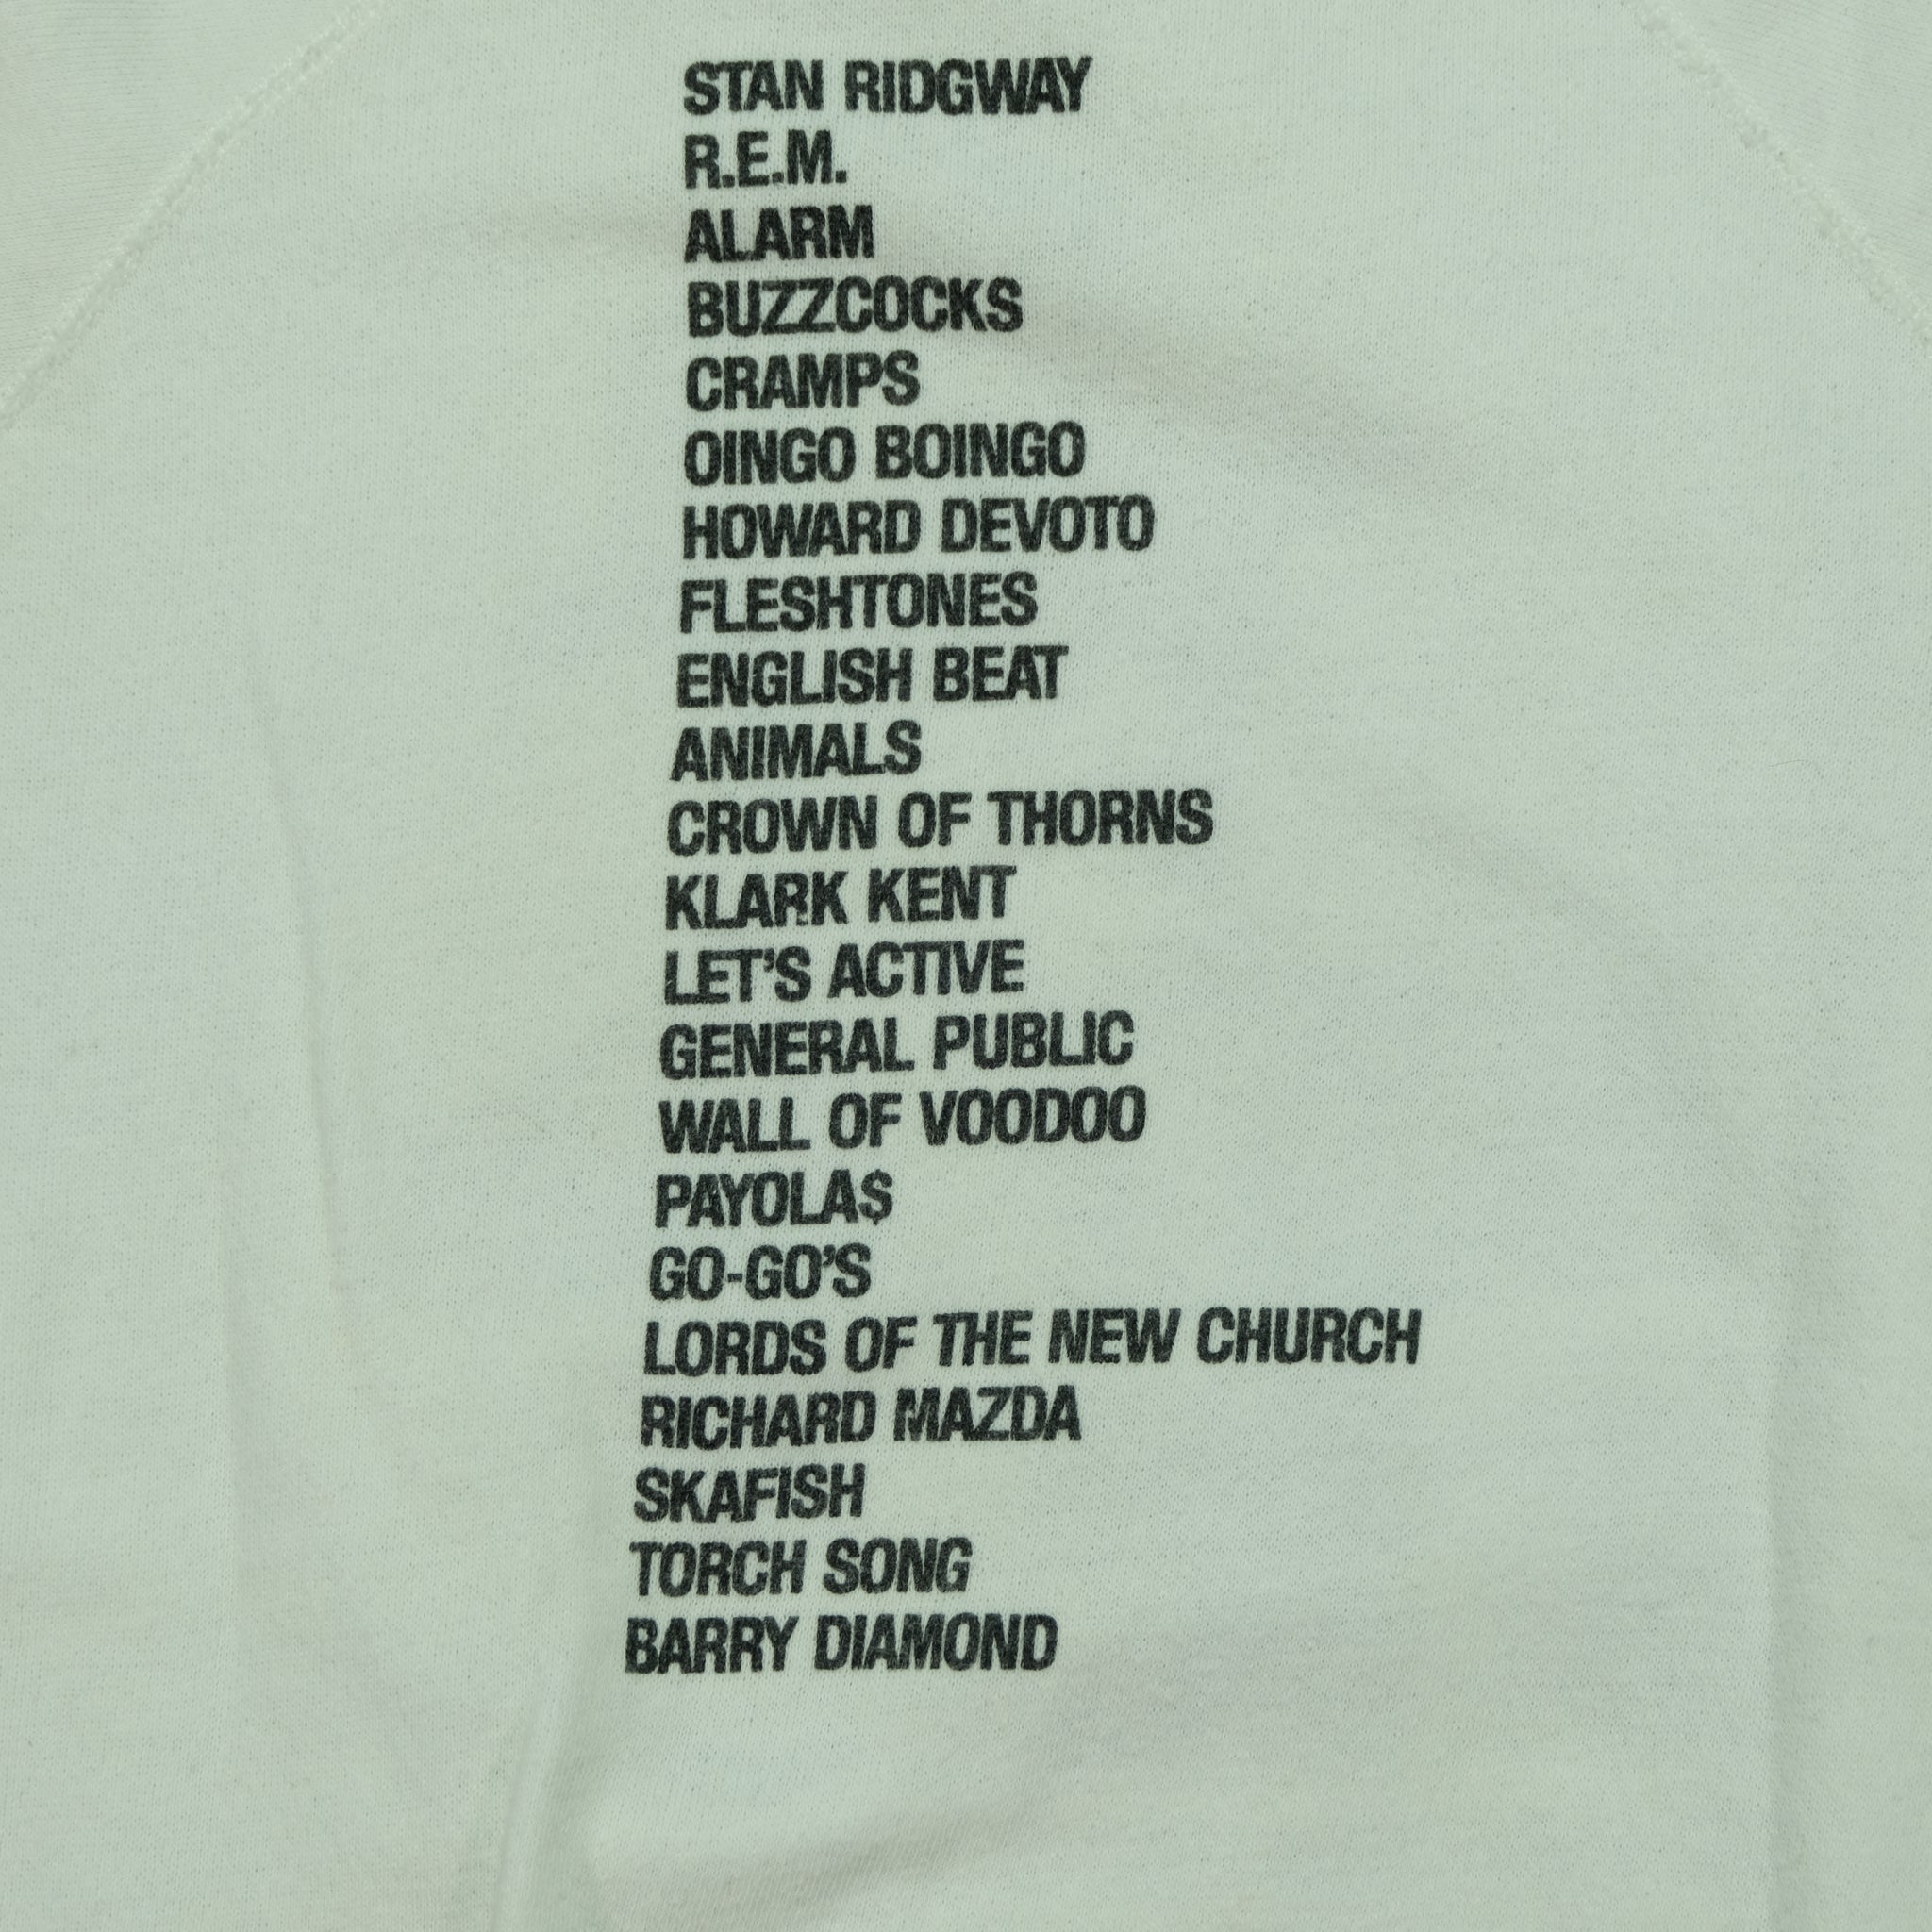 STAN RIDGWAY
R.E.M.
ALARM
BUZZCOCKS
CRAMPS
OINGO BOINGO
HOWARD DEVOTO
FLESHTONES
ENGLISH BEAT
ANIMALS
CROWN OF THORNS
KLARK KENT
LET'S ACTIVE
GENERAL PUBLIC
WALL OF VOODOO
PAYOLA$
GO-GO'S
LORDS OF THE NEW CHURCH
RICHARD MAZDA
SKAFISH
TORCH SONG
BARRY DIAMOND